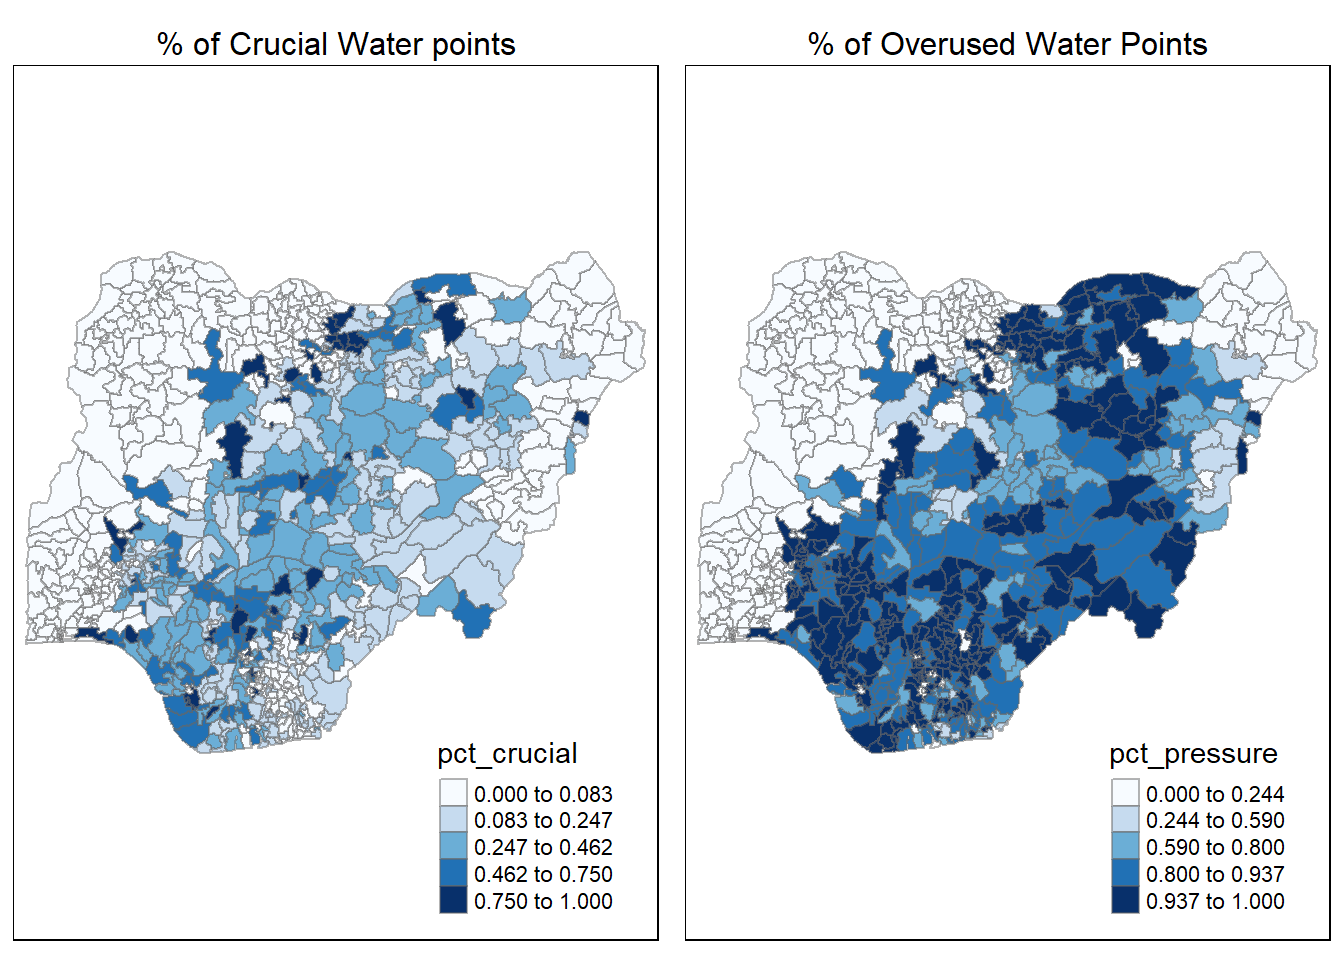 % of Crucial Water points
% of Overused Water Points
pct_crucial
0.000 to 0.083
0.083 to 0.247
0.247 to 0.462
0.462 to 0.750
0.750 to 1.000
pct_pressure
0.000 to 0.244
0.244 to 0.590
0.590 to 0.800
0.800 to 0.937
0.937 to 1.000